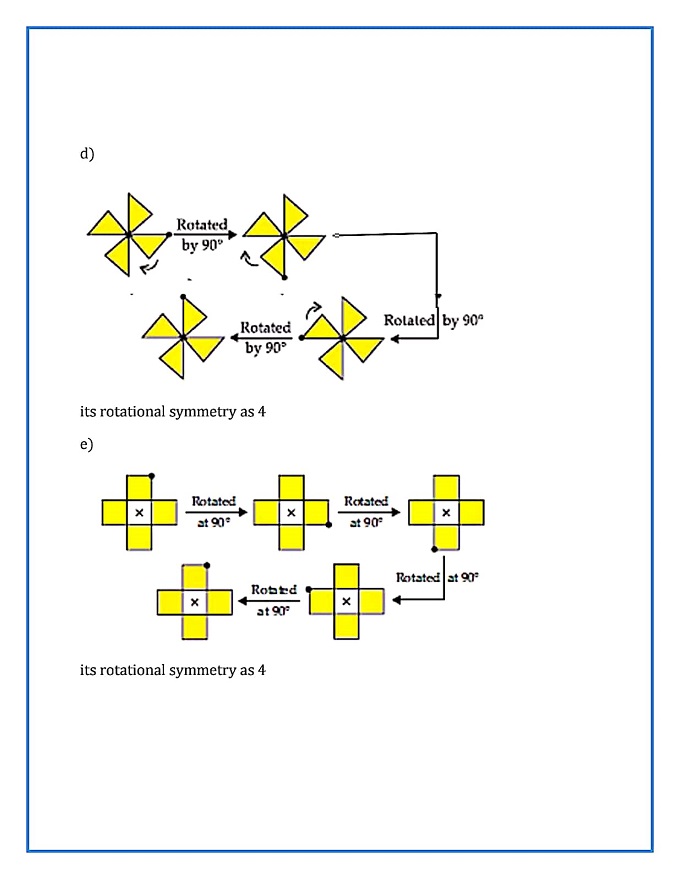 d)
Rotated
by 90°
Rotated by 90°
Rotated
by 90°
its rotational symmetry as 4
e)
Rotated
at 90°
Rotated
at 90°
Rotated at 90°
Rotated
at 90°
its rotational symmetry as 4